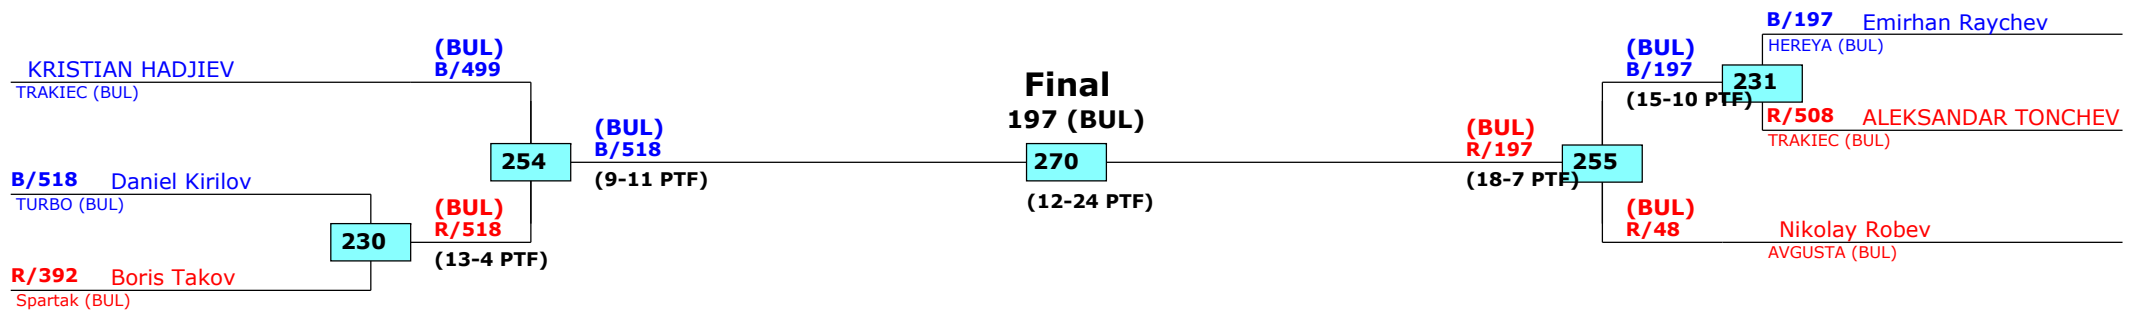 KRISTIAN HADJIEV
TRAKIEC (BUL)
(BUL)
B/499
B/518 Daniel Kirilov
TURBO (BUL)
230
R/392 Boris Takov
Spartak (BUL)
(BUL)
R/518
(13-4 PTF)
254
(BUL)
B/518
(9-11 PTF)
Final
197 (BUL)
270
(12-24 PTF)
(BUL)
R/197
(18-7 PTF)
255
(BUL)
B/197
(15-10 PTF)
231
B/197 Emirhan Raychev
HEREYA (BUL)
R/508 ALEKSANDAR TONCHEV
TRAKIEC (BUL)
(BUL)
R/48
Nikolay Robev
AVGUSTA (BUL)